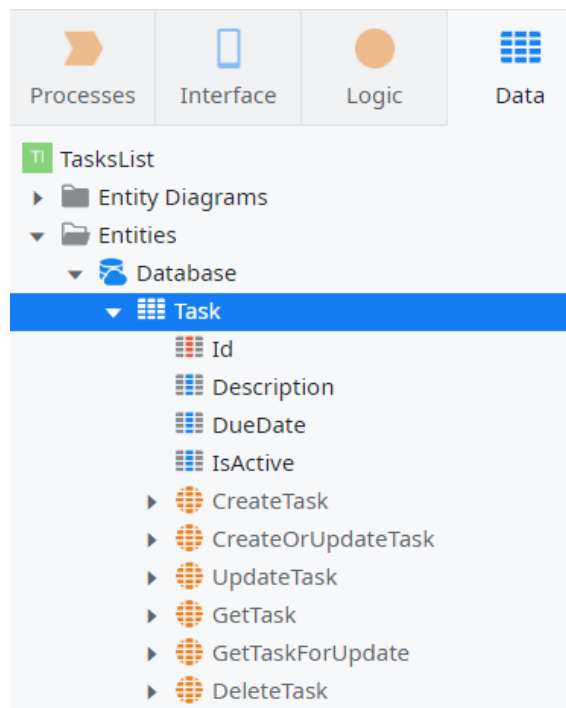 Processes Interface Logic Data
TI TasksList
Entity Diagrams
Entities
Database
Task
Id
Description
DueDate
IsActive
CreateTask
CreateOrUpdateTask
UpdateTask
GetTask
GetTaskForUpdate
DeleteTask